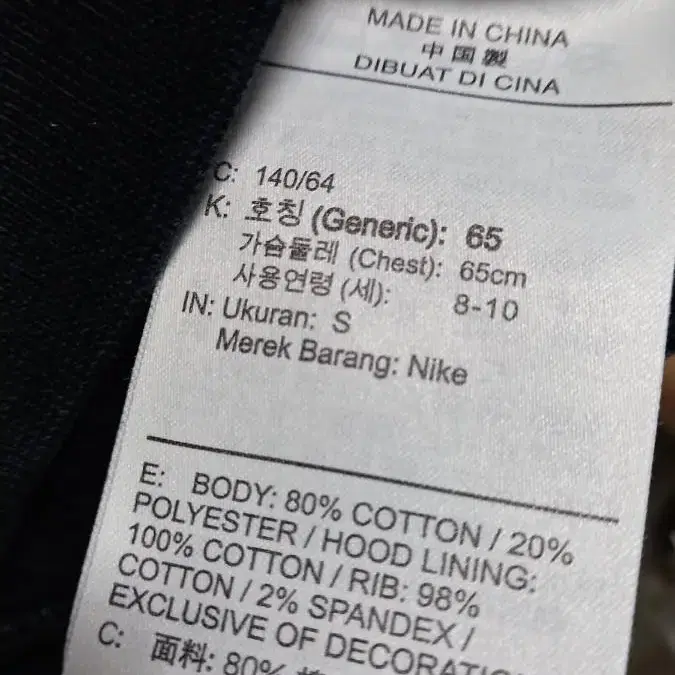 MADE IN CHINA
中国製
DIBUAT DI CINA
C: 140/64
K: 호칭 (Generic): 65
가슴둘레 (Chest): 65cm
사용연령 (세): 8-10
IN: Ukuran: S
Merek Barang: Nike
E: BODY: 80% COTTON / 20%
POLYESTER / HOOD LINING:
100% COTTON / RIB: 98%
COTTON / 2% SPANDEX /
EXCLUSIVE OF
C: 面料: 80%